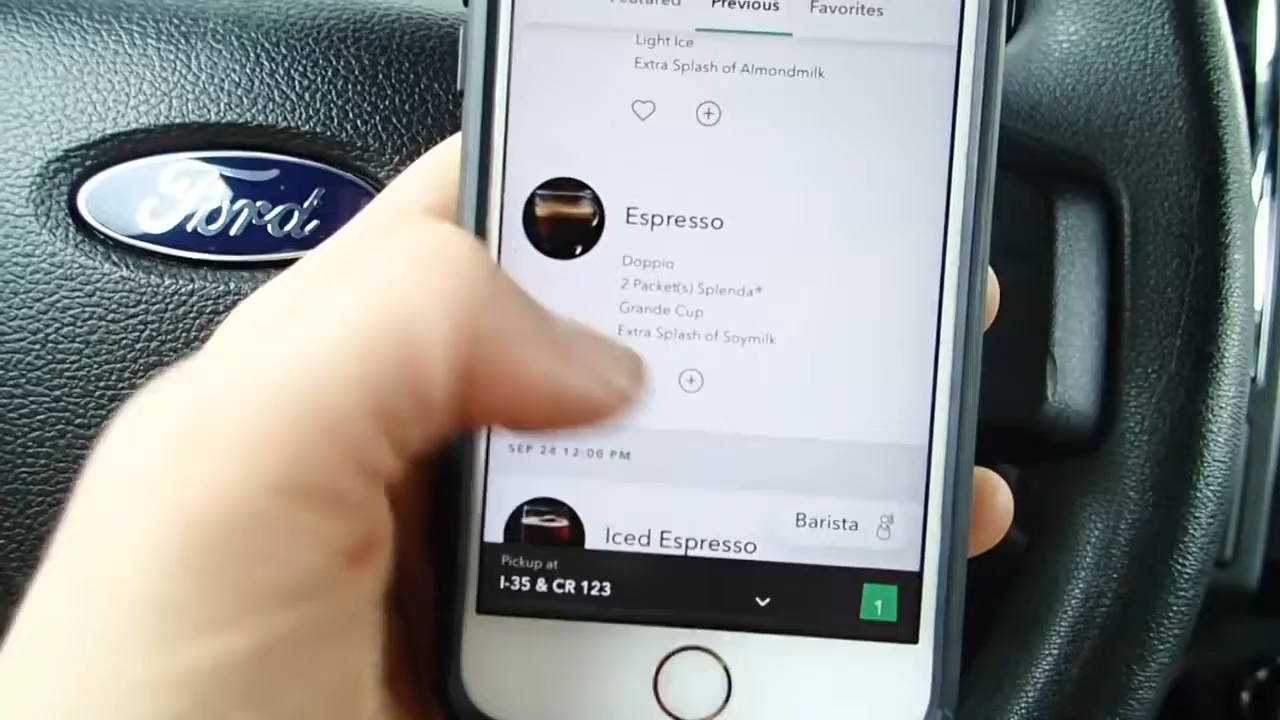 Featured Previous Favorites
Light Ice
Extra Splash of Almondmilk
Ford
Espresso
Doppio
2 Packet(s) Splenda®
Grande Cup
Extra Splash of Soymilk
SEP 24 12:00 PM
Iced Espresso
Barista
Pickup at
I-35 & CR 123
1